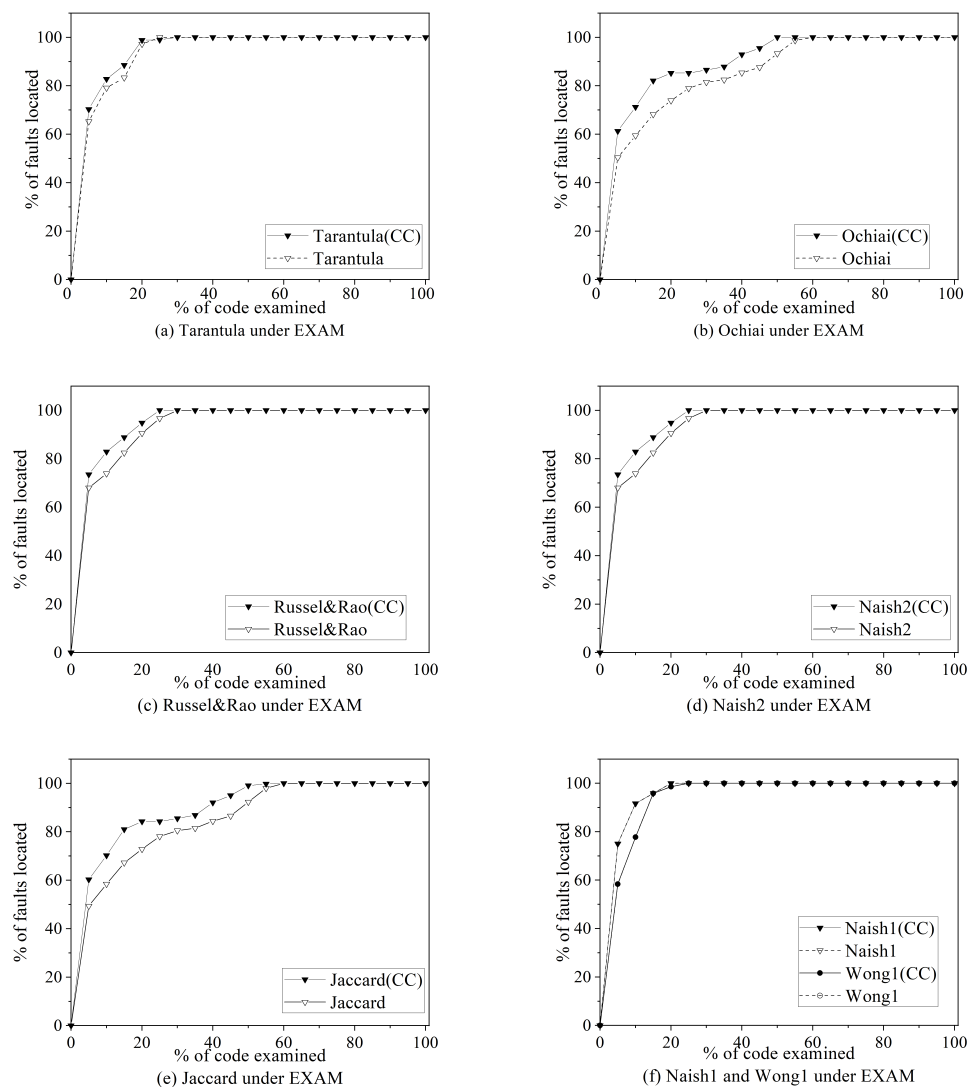 100
80
60
40
20
0
% of faults located
Tarantula(CC)
Tarantula
0 20 40 60 80 100
% of code examined
(a) Tarantula under EXAM
100
80
60
40
20
0
% of faults located
Ochiai(CC)
Ochiai
0 20 40 60 80 100
% of code examined
(b) Ochiai under EXAM
100
80
60
40
20
0
% of faults located
Russel&Rao(CC)
Russel&Rao
0 20 40 60 80 100
% of code examined
(c) Russel&Rao under EXAM
100
80
60
40
20
0
% of faults located
Naish2(CC)
Naish2
0 20 40 60 80 100
% of code examined
(d) Naish2 under EXAM
100
80
60
40
20
0
% of faults located
Jaccard(CC)
Jaccard
0 20 40 60 80 100
% of code examined
(e) Jaccard under EXAM
100
80
60
40
20
0
% of faults located
Naish1(CC)
Naish1
Wong1(CC)
Wong1
0 20 40 60 80 100
% of code examined
(f) Naish1 and Wong1 under EXAM